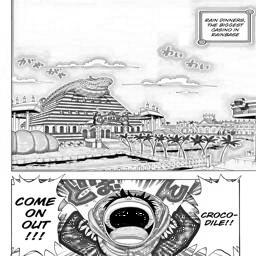 RAIN DINNERS,
THE BIGGEST
CASINO IN
RAINBASE
COME
ON
OUT
!!!
CROCO-
DILE!!